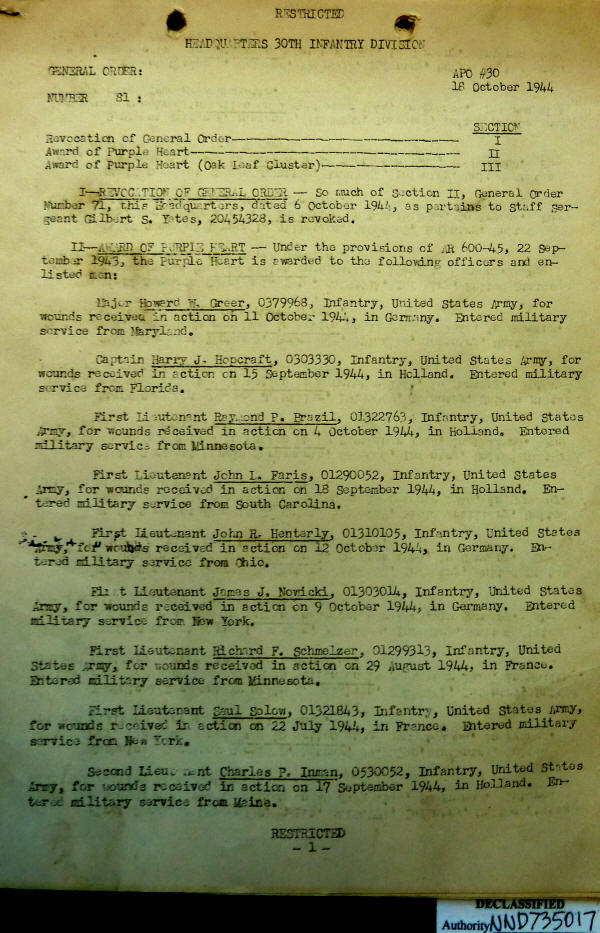 RESTRICTED
HEADQUARTERS 30TH INFANTRY DIVISION
GENERAL ORDER:
APO #30
18 October 1944
NUMBER 81 :
SECTION
Revocation of General Order I
Award of Purple Heart II
Award of Purple Heart (Oak Leaf Cluster) III
I—REVOCATION OF GENERAL ORDER — So much of Section II, General Order
Number 71, this Headquarters, dated 6 October 1944, as pertains to Staff Ser-
geant Gilbert S. Yates, 20454328, is revoked.
II—AWARD OF PURPLE HEART — Under the provisions of AR 600-45, 22 Sep-
tember 1943, the Purple Heart is awarded to the following officers and en-
listed men:
Major Howard W. Greer, 0379968, Infantry, United States Army, for
wounds received in action on 11 October 1944, in Germany. Entered military
service from Maryland.
Captain Harry J. Hopcraft, 0303330, Infantry, United States Army, for
wounds received in action on 15 September 1944, in Holland. Entered military
service from Florida.
First Lieutenant Raymond P. Brazil, 01322763, Infantry, United States
Army, for wounds received in action on 4 October 1944, in Holland. Entered
military service from Minnesota.
First Lieutenant John L. Faris, 01290052, Infantry, United States
Army, for wounds received in action on 18 September 1944, in Holland. En-
tered military service from South Carolina.
First Lieutenant John R. Henterly, 01310105, Infantry, United States
Army, for wounds received in action on 12 October 1944, in Germany. En-
tered military service from Ohio.
First Lieutenant James J. Nowicki, 01303014, Infantry, United States
Army, for wounds received in action on 9 October 1944, in Germany. Entered
military service from New York.
First Lieutenant Richard F. Schmelzer, 01299313, Infantry, United
States Army, for wounds received in action on 29 August 1944, in France.
Entered military service from Minnesota.
First Lieutenant Saul Solow, 01321843, Infantry, United States Army,
for wounds received in action on 22 July 1944, in France. Entered military
service from New York.
Second Lieutenant Charles P. Inman, 0530052, Infantry, United States
Army, for wounds received in action on 17 September 1944, in Holland. En-
tered military service from Maine.
RESTRICTED
- 1 -
DECLASSIFIED
Authority NND735017